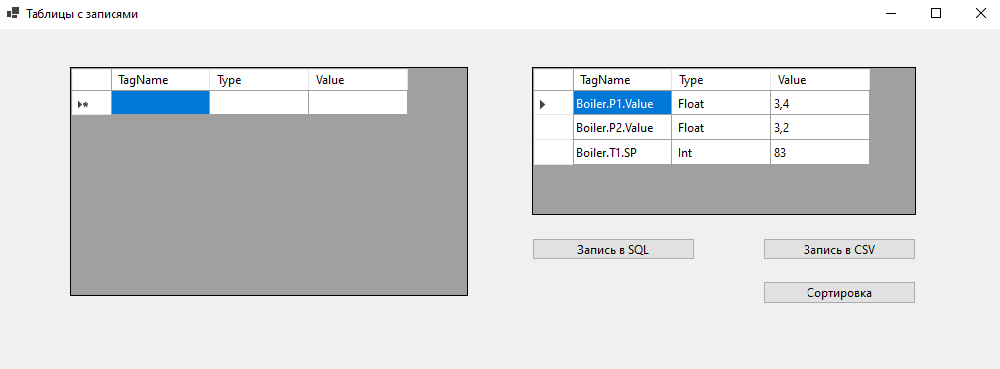 Таблицы с записями
TagName Type Value
TagName Type Value
Boiler.P1.Value Float 3,4
Boiler.P2.Value Float 3,2
Boiler.T1.SP Int 83
Запись в SQL Запись в CSV
Сортировка